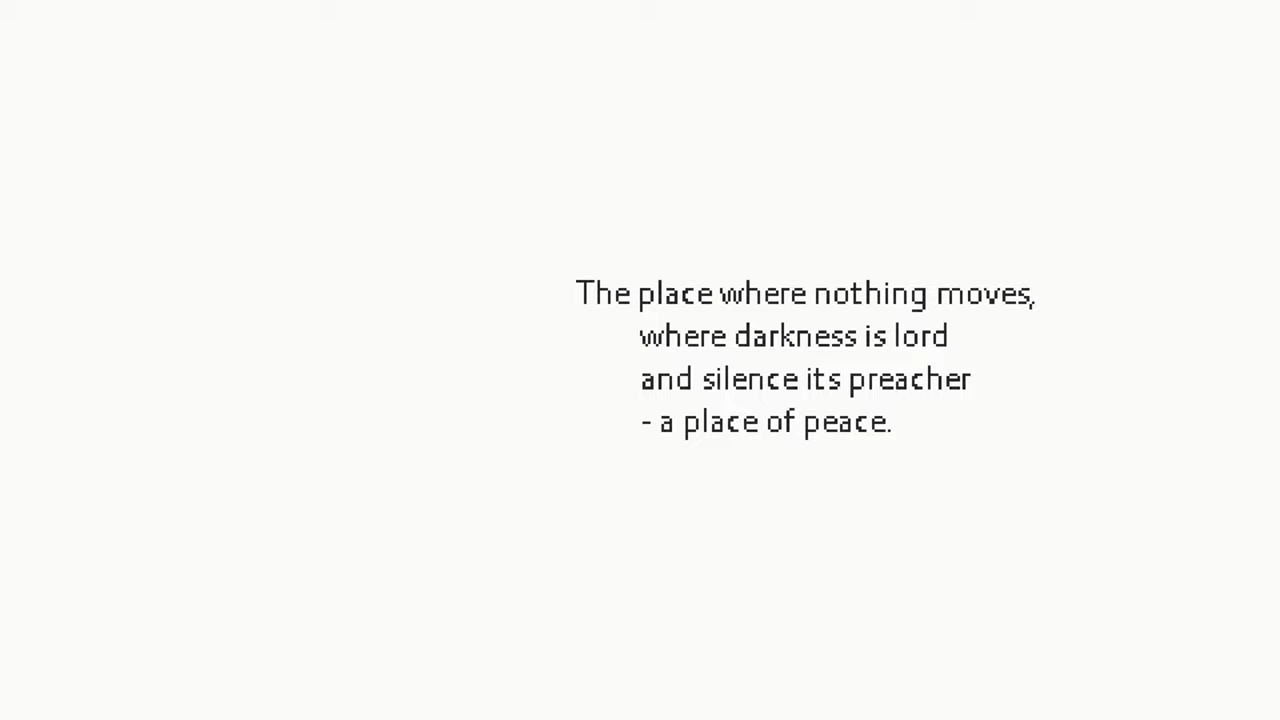 The place where nothing moves,
where darkness is lord
and silence its preacher
- a place of peace.